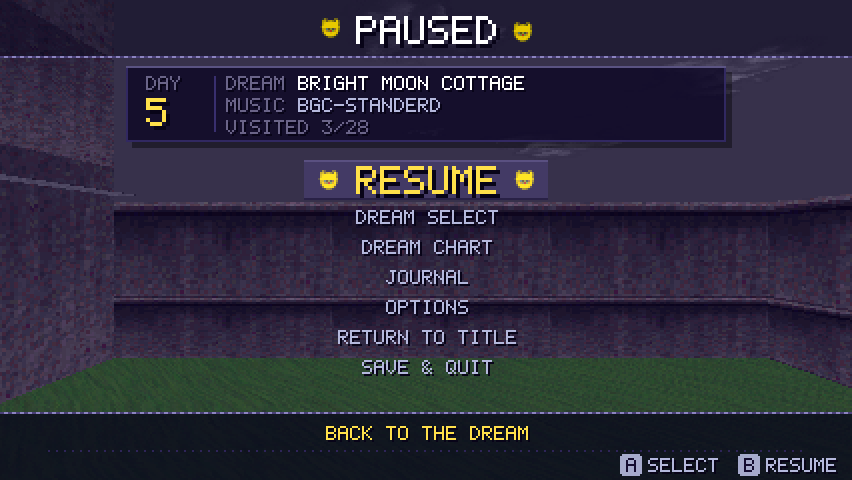 PAUSED
DAY
5
DREAM BRIGHT MOON COTTAGE
MUSIC BGC-STANDERD
VISITED 3/28
RESUME
DREAM SELECT
DREAM CHART
JOURNAL
OPTIONS
RETURN TO TITLE
SAVE & QUIT
BACK TO THE DREAM
A SELECT B RESUME